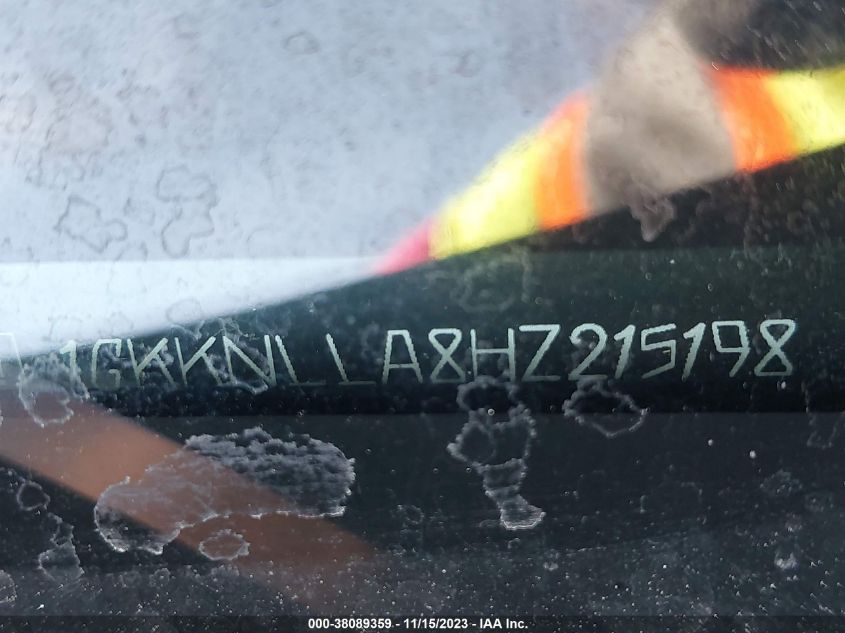 1GKKNLLA8HZ215198
000-38089359 - 11/15/2023 - IAA Inc.